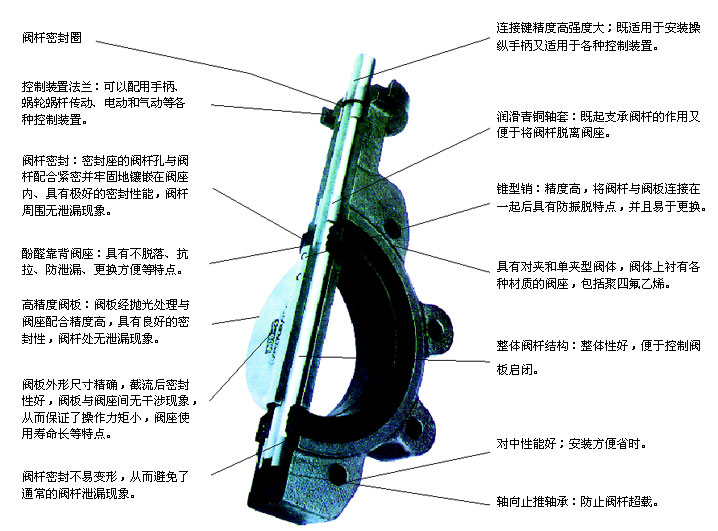 阀杆密封圈
控制装置法兰：可以配用手柄、
蜗轮蜗杆传动、电动和气动等各
种控制装置。
阀杆密封：密封座的阀杆孔与阀
杆配合紧密并牢固地镶嵌在阀座
内、具有极好的密封性能，阀杆
周围无泄漏现象。
酚醛靠背阀座：具有不脱落、抗
拉、防泄漏、更换方便等特点。
高精度阀板：阀板经抛光处理与
阀座配合精度高，具有良好的密
封性，阀杆处无泄漏现象。
阀板外形尺寸精确，截流后密封
性好，阀板与阀座间无干涉现象，
从而保证了操作力矩小，阀座使
用寿命长等特点。
阀杆密封不易变形，从而避免了
通常的阀杆泄漏现象。
连接键精度高强度大；既适用于安装操
纵手柄又适用于各种控制装置。
润滑青铜轴套：既起支承阀杆的作用又
便于将阀杆脱离阀座。
锥型销：精度高，将阀杆与阀板连接在
一起后具有防振脱特点，并且易于更换。
具有对夹和单夹型阀体，阀体上衬有各
种材质的阀座，包括聚四氟乙烯。
整体阀杆结构：整体性好，便于控制阀
板启闭。
对中性能好；安装方便省时。
轴向止推轴承：防止阀杆超载。